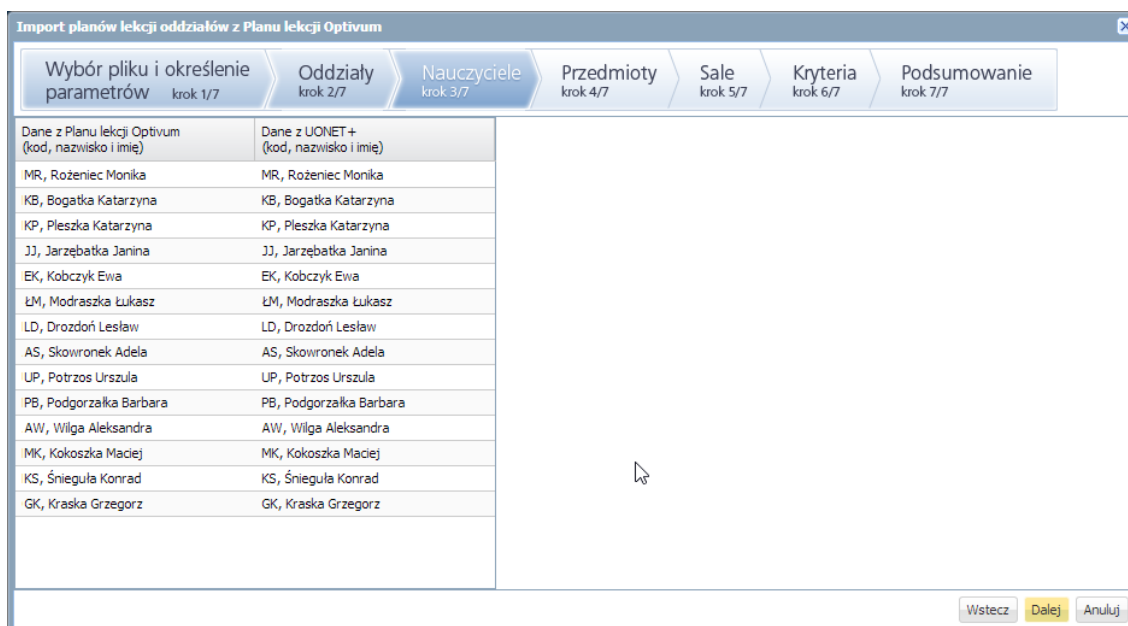 Import planów lekcji oddziałów z Planu lekcji Optivum
Wybór pliku i określenie
parametrów krok 1/7
Oddziały
krok 2/7
Nauczyciele
krok 3/7
Przedmioty
krok 4/7
Sale
krok 5/7
Kryteria
krok 6/7
Podsumowanie
krok 7/7
Dane z Planu lekcji Optivum
(kod, nazwisko i imię)
Dane z UONET+
(kod, nazwisko i imię)
MR, Rożeniec Monika MR, Rożeniec Monika
KB, Bogatka Katarzyna KB, Bogatka Katarzyna
KP, Pleszka Katarzyna KP, Pleszka Katarzyna
JJ, Jarzębatka Janina JJ, Jarzębatka Janina
EK, Kobczyk Ewa EK, Kobczyk Ewa
ŁM, Modraszka Łukasz ŁM, Modraszka Łukasz
LD, Drozdoń Lesław LD, Drozdoń Lesław
AS, Skowronek Adela AS, Skowronek Adela
UP, Potrzos Urszula UP, Potrzos Urszula
PB, Podgorzałka Barbara PB, Podgorzałka Barbara
AW, Wilga Aleksandra AW, Wilga Aleksandra
MK, Kokoszka Maciej MK, Kokoszka Maciej
KS, Śnieguła Konrad KS, Śnieguła Konrad
GK, Kraska Grzegorz GK, Kraska Grzegorz
Wstecz Dalej Anuluj